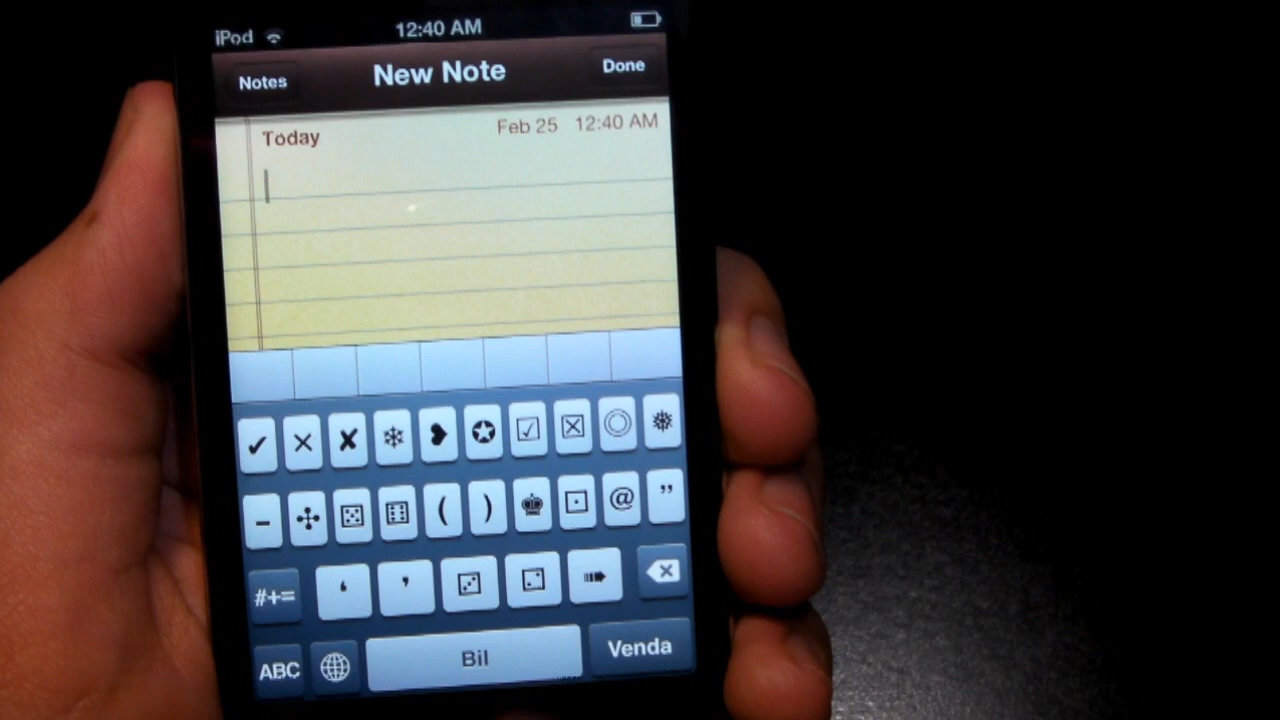 iPod 12:40 AM
Notes New Note Done
Today Feb 25 12:40 AM
✔ ✕ ✘ ❄ ❥ ✪ ☑ ☒ ◎ ❅
- ✣ ⚄ ⚅ ( ) ♚ ⚀ @ ”
#+= ❛ ❜ ⚂ ⚁ ➠
ABC Bil Venda